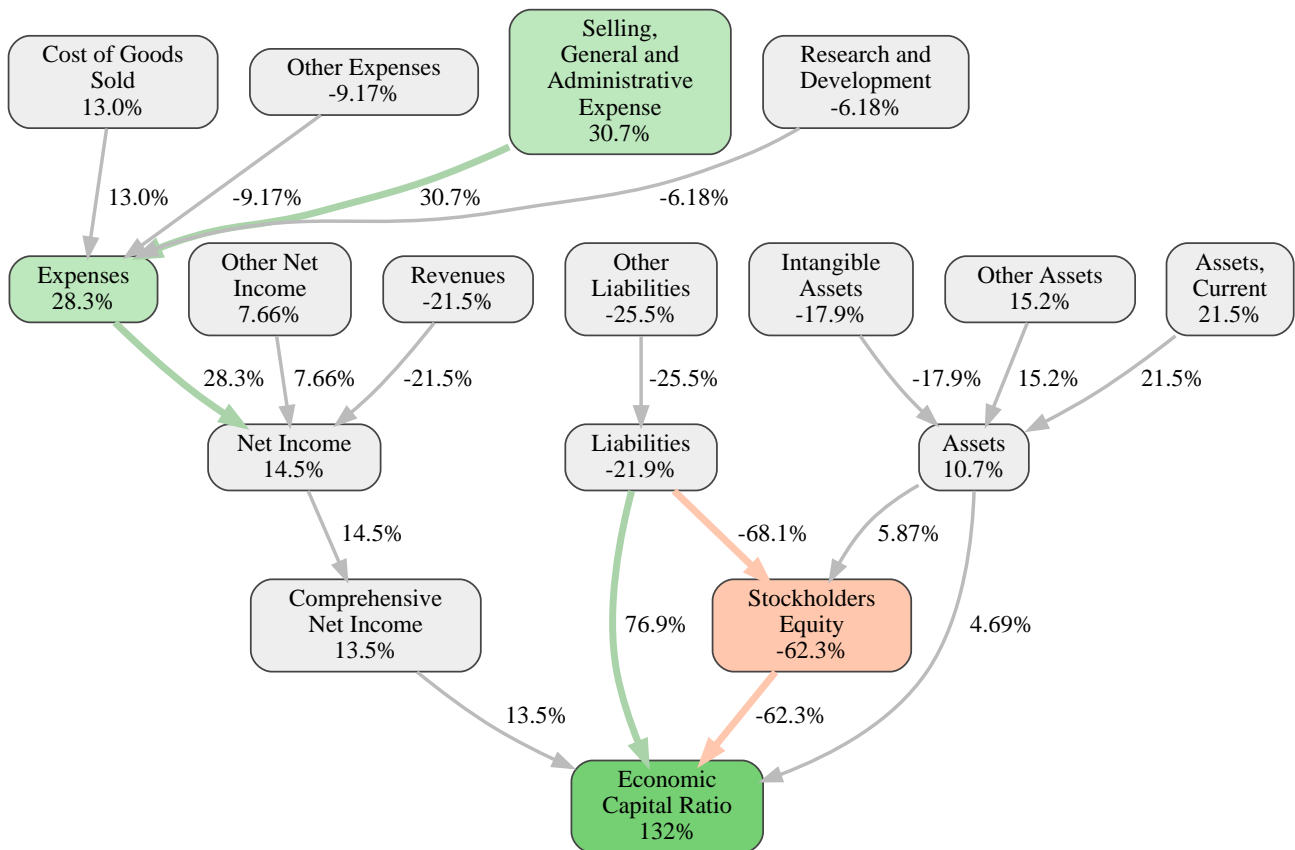 Cost of Goods
Sold
13.0%
Other Expenses
-9.17%
Selling,
General and
Administrative
Expense
30.7%
Research and
Development
-6.18%
13.0%
-9.17%
30.7%
-6.18%
Expenses
28.3%
Other Net
Income
7.66%
Revenues
-21.5%
Other
Liabilities
-25.5%
Intangible
Assets
-17.9%
Other Assets
15.2%
Assets,
Current
21.5%
28.3%
7.66%
-21.5%
-25.5%
-17.9%
15.2%
21.5%
Net Income
14.5%
Liabilities
-21.9%
Assets
10.7%
14.5%
-68.1%
5.87%
Comprehensive
Net Income
13.5%
76.9%
Stockholders
Equity
-62.3%
4.69%
13.5%
-62.3%
Economic
Capital Ratio
132%